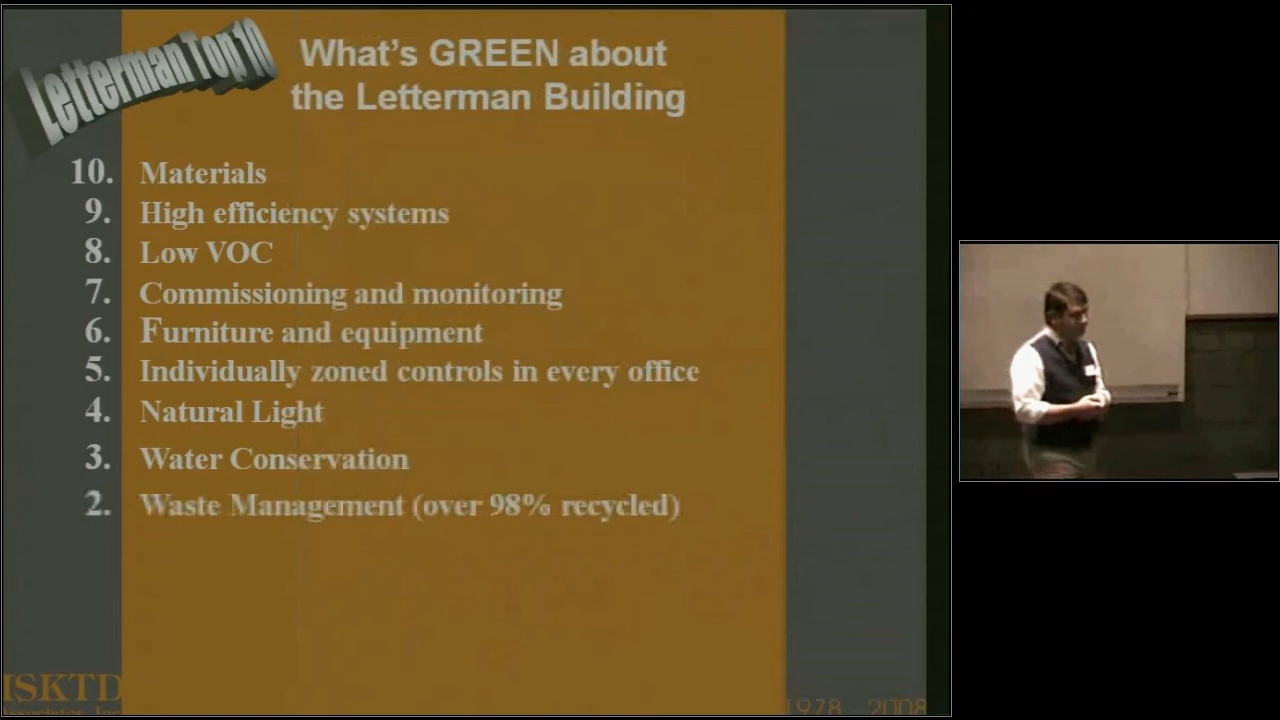 Letterman Top 10
What's GREEN about
the Letterman Building
10. Materials
9. High efficiency systems
8. Low VOC
7. Commissioning and monitoring
6. Furniture and equipment
5. Individually zoned controls in every office
4. Natural Light
3. Water Conservation
2. Waste Management (over 98% recycled)
ISKTD
Associates, Inc
1978 - 2008